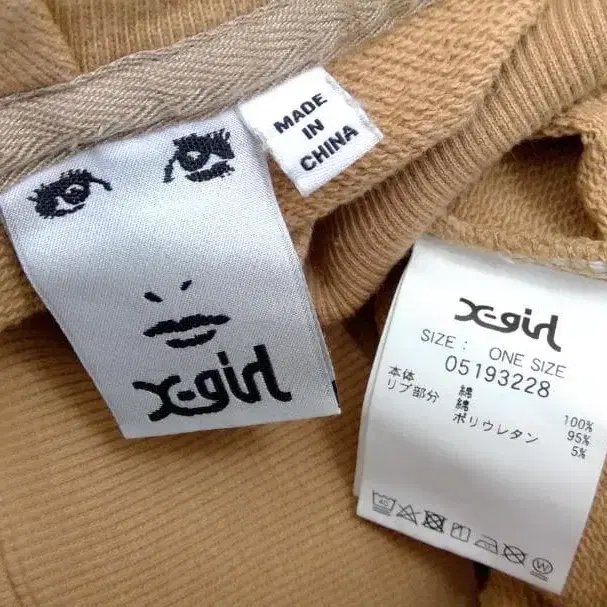 MADE
IN
CHINA
X-girl
X-girl
SIZE : ONE SIZE
05193228
本体 綿 100%
リブ部分 綿 95%
ポリウレタン 5%
40
W